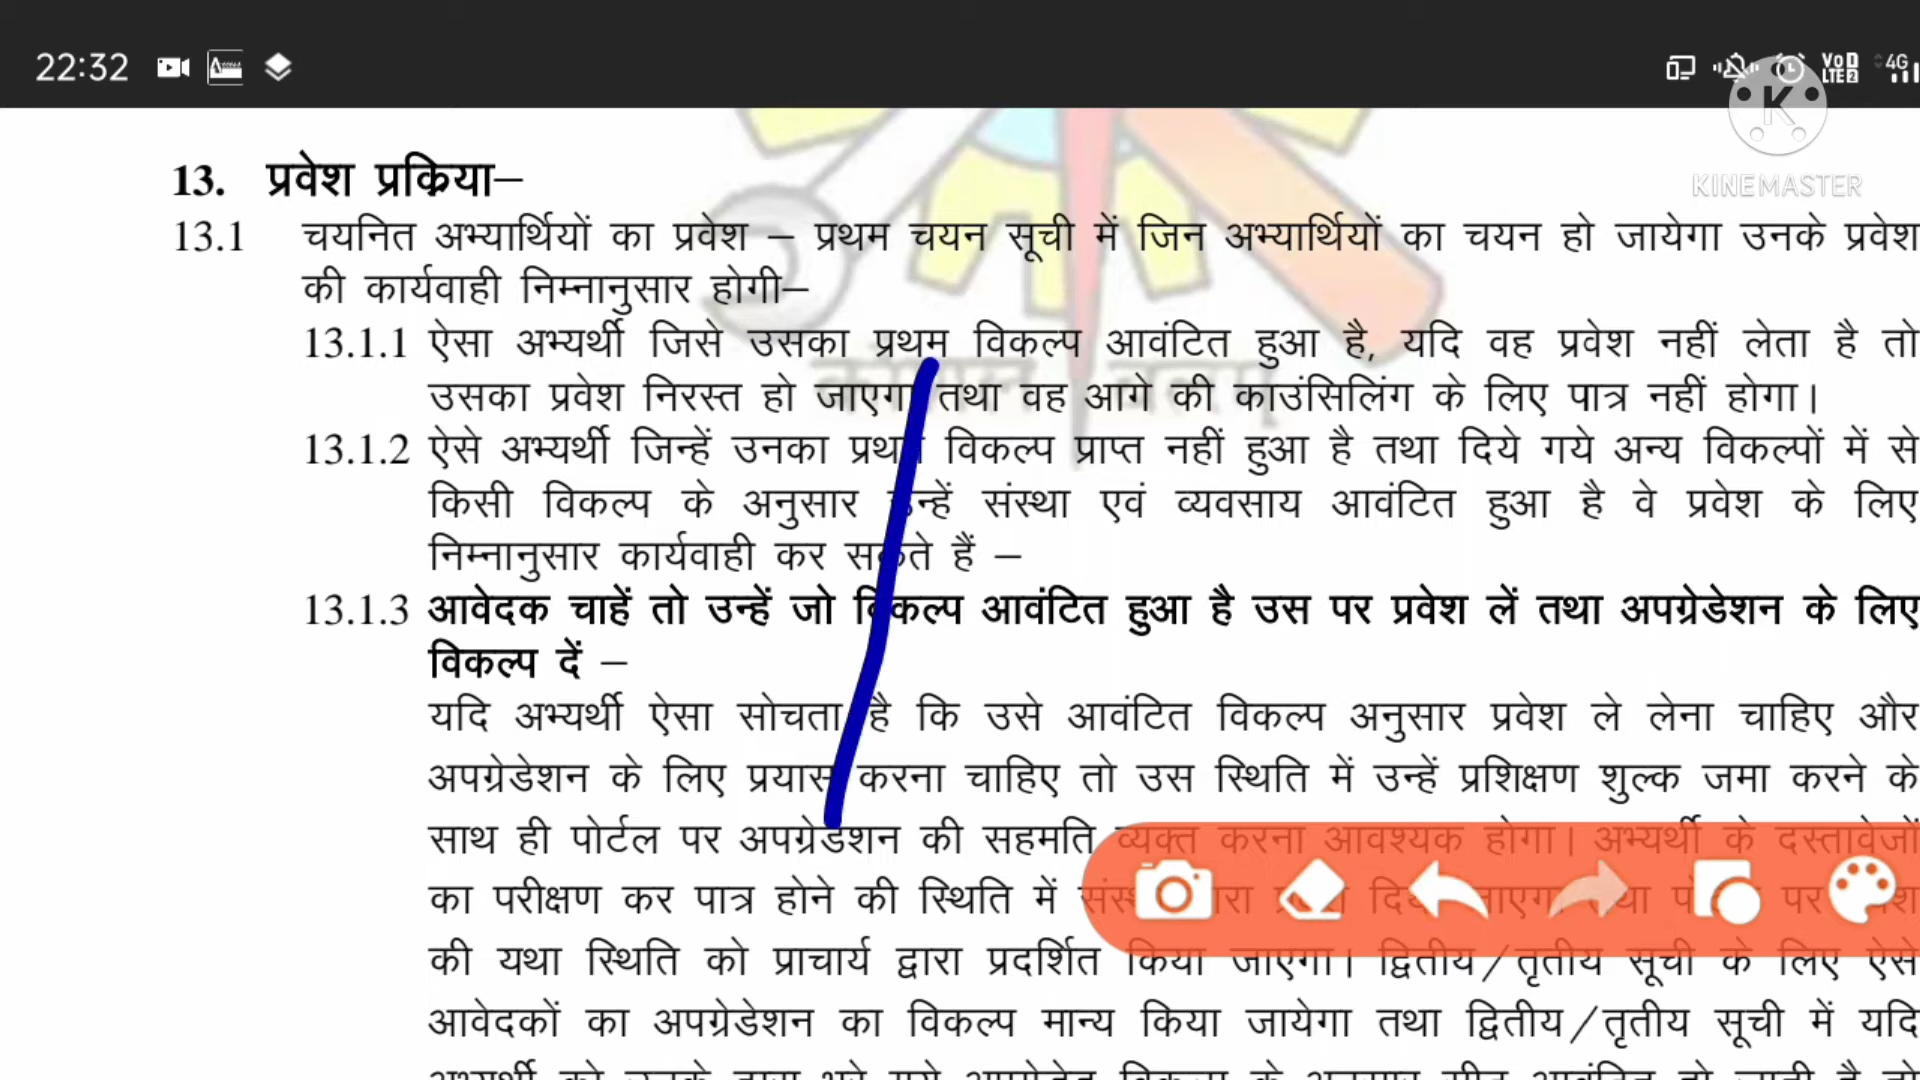 22:32
VoD LTE2 4G
KINEMASTER
13. प्रवेश प्रक्रिया–
13.1 चयनित अभ्यार्थियों का प्रवेश – प्रथम चयन सूची में जिन अभ्यार्थियों का चयन हो जायेगा उनके प्रवेश
की कार्यवाही निम्नानुसार होगी–
13.1.1 ऐसा अभ्यर्थी जिसे उसका प्रथम विकल्प आवंटित हुआ है, यदि वह प्रवेश नहीं लेता है तो
उसका प्रवेश निरस्त हो जाएगा तथा वह आगे की काउंसिलिंग के लिए पात्र नहीं होगा।
13.1.2 ऐसे अभ्यर्थी जिन्हें उनका प्रथम विकल्प प्राप्त नहीं हुआ है तथा दिये गये अन्य विकल्पों में से
किसी विकल्प के अनुसार उन्हें संस्था एवं व्यवसाय आवंटित हुआ है वे प्रवेश के लिए
निम्नानुसार कार्यवाही कर सकते हैं –
13.1.3 आवेदक चाहें तो उन्हें जो विकल्प आवंटित हुआ है उस पर प्रवेश लें तथा अपग्रेडेशन के लिए
विकल्प दें –
यदि अभ्यर्थी ऐसा सोचता है कि उसे आवंटित विकल्प अनुसार प्रवेश ले लेना चाहिए और
अपग्रेडेशन के लिए प्रयास करना चाहिए तो उस स्थिति में उन्हें प्रशिक्षण शुल्क जमा करने के
साथ ही पोर्टल पर अपग्रेडेशन की सहमति व्यक्त करना आवश्यक होगा। अभ्यर्थी के दस्तावेजों
का परीक्षण कर पात्र होने की स्थिति में
की यथा स्थिति को प्राचार्य द्वारा प्रदर्शित किया जाएगा। द्वितीय/तृतीय सूची के लिए ऐसे
आवेदकों का अपग्रेडेशन का विकल्प मान्य किया जायेगा तथा द्वितीय/तृतीय सूची में यदि